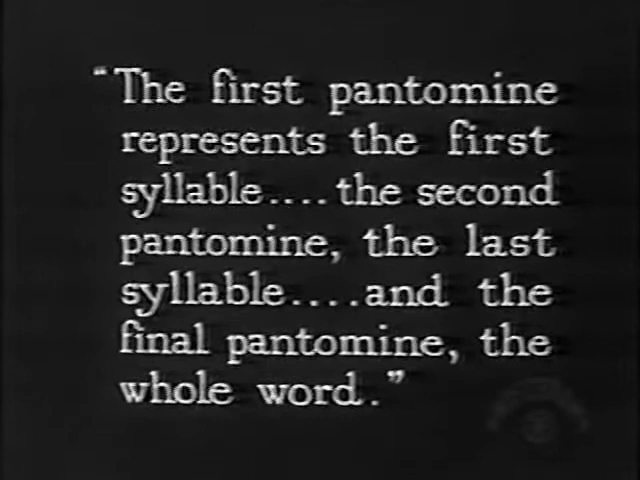 “The first pantomine
represents the first
syllable....the second
pantomine, the last
syllable....and the
final pantomine, the
whole word.”